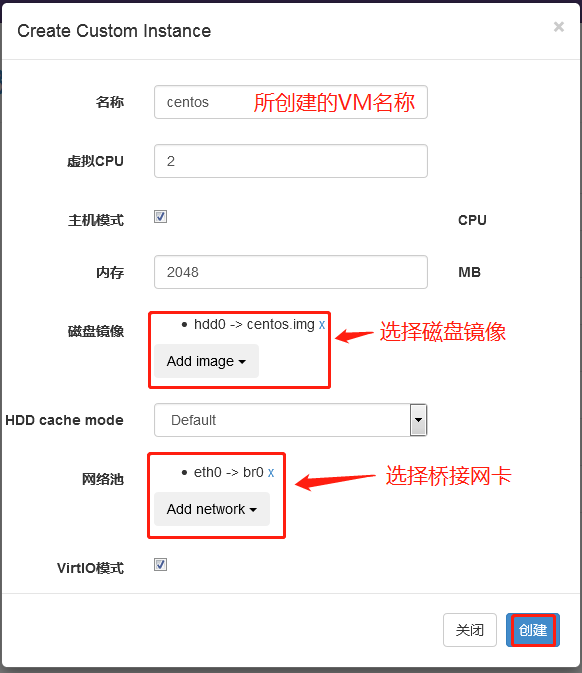 Create Custom Instance ×
名称 centos 所创建的VM名称
虚拟CPU 2
主机模式 CPU
内存 2048 MB
磁盘镜像 hdd0 -> centos.img x 选择磁盘镜像
Add image
HDD cache mode Default
网络池 eth0 -> br0 x 选择桥接网卡
Add network
VirtIO模式
关闭 创建